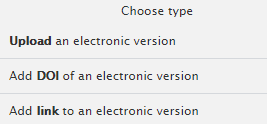 Choose type
Upload an electronic version
Add DOI of an electronic version
Add link to an electronic version